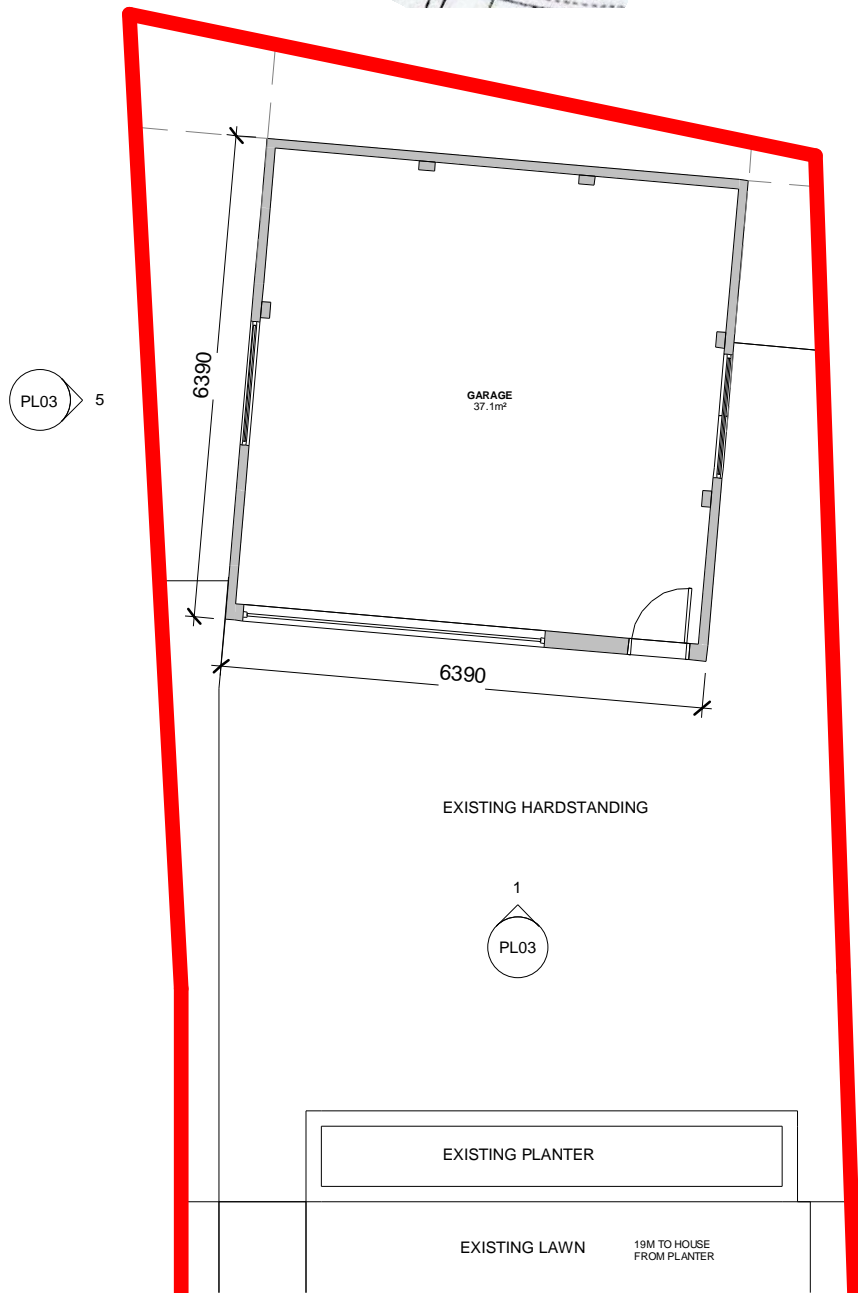 6390
PL03
5
GARAGE
37.1m²
6390
EXISTING HARDSTANDING
1
PL03
EXISTING PLANTER
EXISTING LAWN
19M TO HOUSE
FROM PLANTER